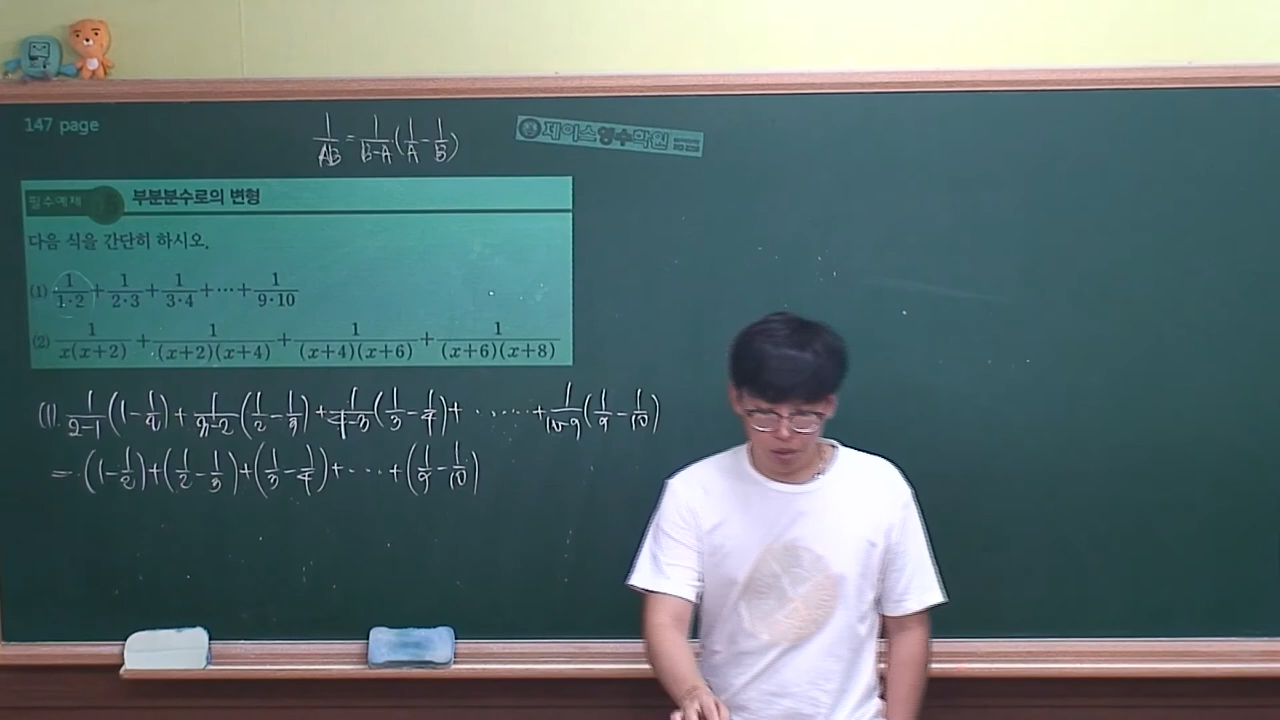 147 page
1/AB = 1/B-A (1/A - 1/B)
제이스영수학원
필수예제 부분분수로의 변형
다음 식을 간단히 하시오.
(1) 1/1·2 + 1/2·3 + 1/3·4 + ··· + 1/9·10
(2) 1/x(x+2) + 1/(x+2)(x+4) + 1/(x+4)(x+6) + 1/(x+6)(x+8)
(1). 1/2-1 (1 - 1/2) + 1/3-2 (1/2 - 1/3) + 1/4-3 (1/3 - 1/4) + ······ + 1/10-9 (1/9 - 1/10)
= (1 - 1/2) + (1/2 - 1/3) + (1/3 - 1/4) + ···· + (1/9 - 1/10)